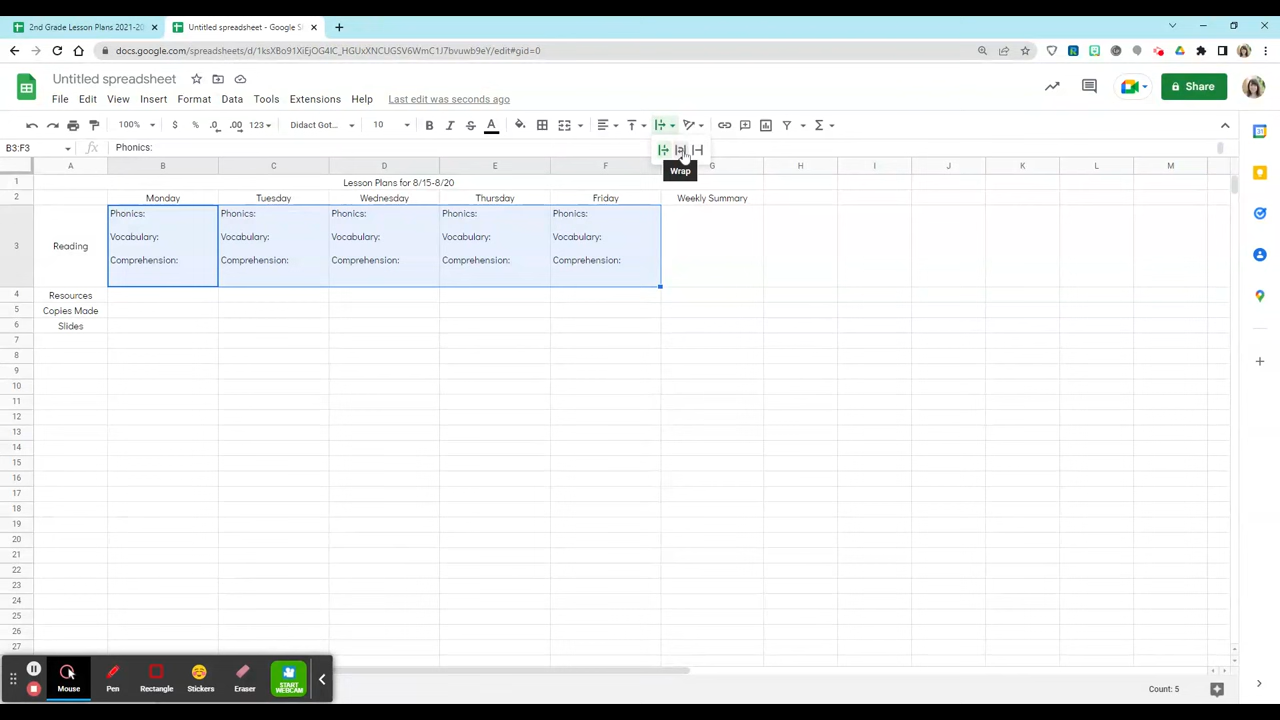 2nd Grade Lesson Plans 2021-20
Untitled spreadsheet - Google Sh
docs.google.com/spreadsheets/d/1ksXBo91XiEjOG4IC_HGUxXNCUGSV6WmC1J7bvuwb9eY/edit#gid=0
Untitled spreadsheet
File Edit View Insert Format Data Tools Extensions Help Last edit was seconds ago
Share
100% $ % .0 .00 123 Didact Got... 10 B I S A
B3:F3 fx Phonics:
Wrap
A B C D E F G H I J K L M
1 Lesson Plans for 8/15-8/20
2 Monday Tuesday Wednesday Thursday Friday Weekly Summary
Phonics: Phonics: Phonics: Phonics: Phonics:
Vocabulary: Vocabulary: Vocabulary: Vocabulary: Vocabulary:
3 Reading
Comprehension: Comprehension: Comprehension: Comprehension: Comprehension:
4 Resources
5 Copies Made
6 Slides
7
8
9
10
11
12
13
14
15
16
17
18
19
20
21
22
23
24
25
26
27
Mouse Pen Rectangle Stickers Eraser START WEBCAM
Count: 5